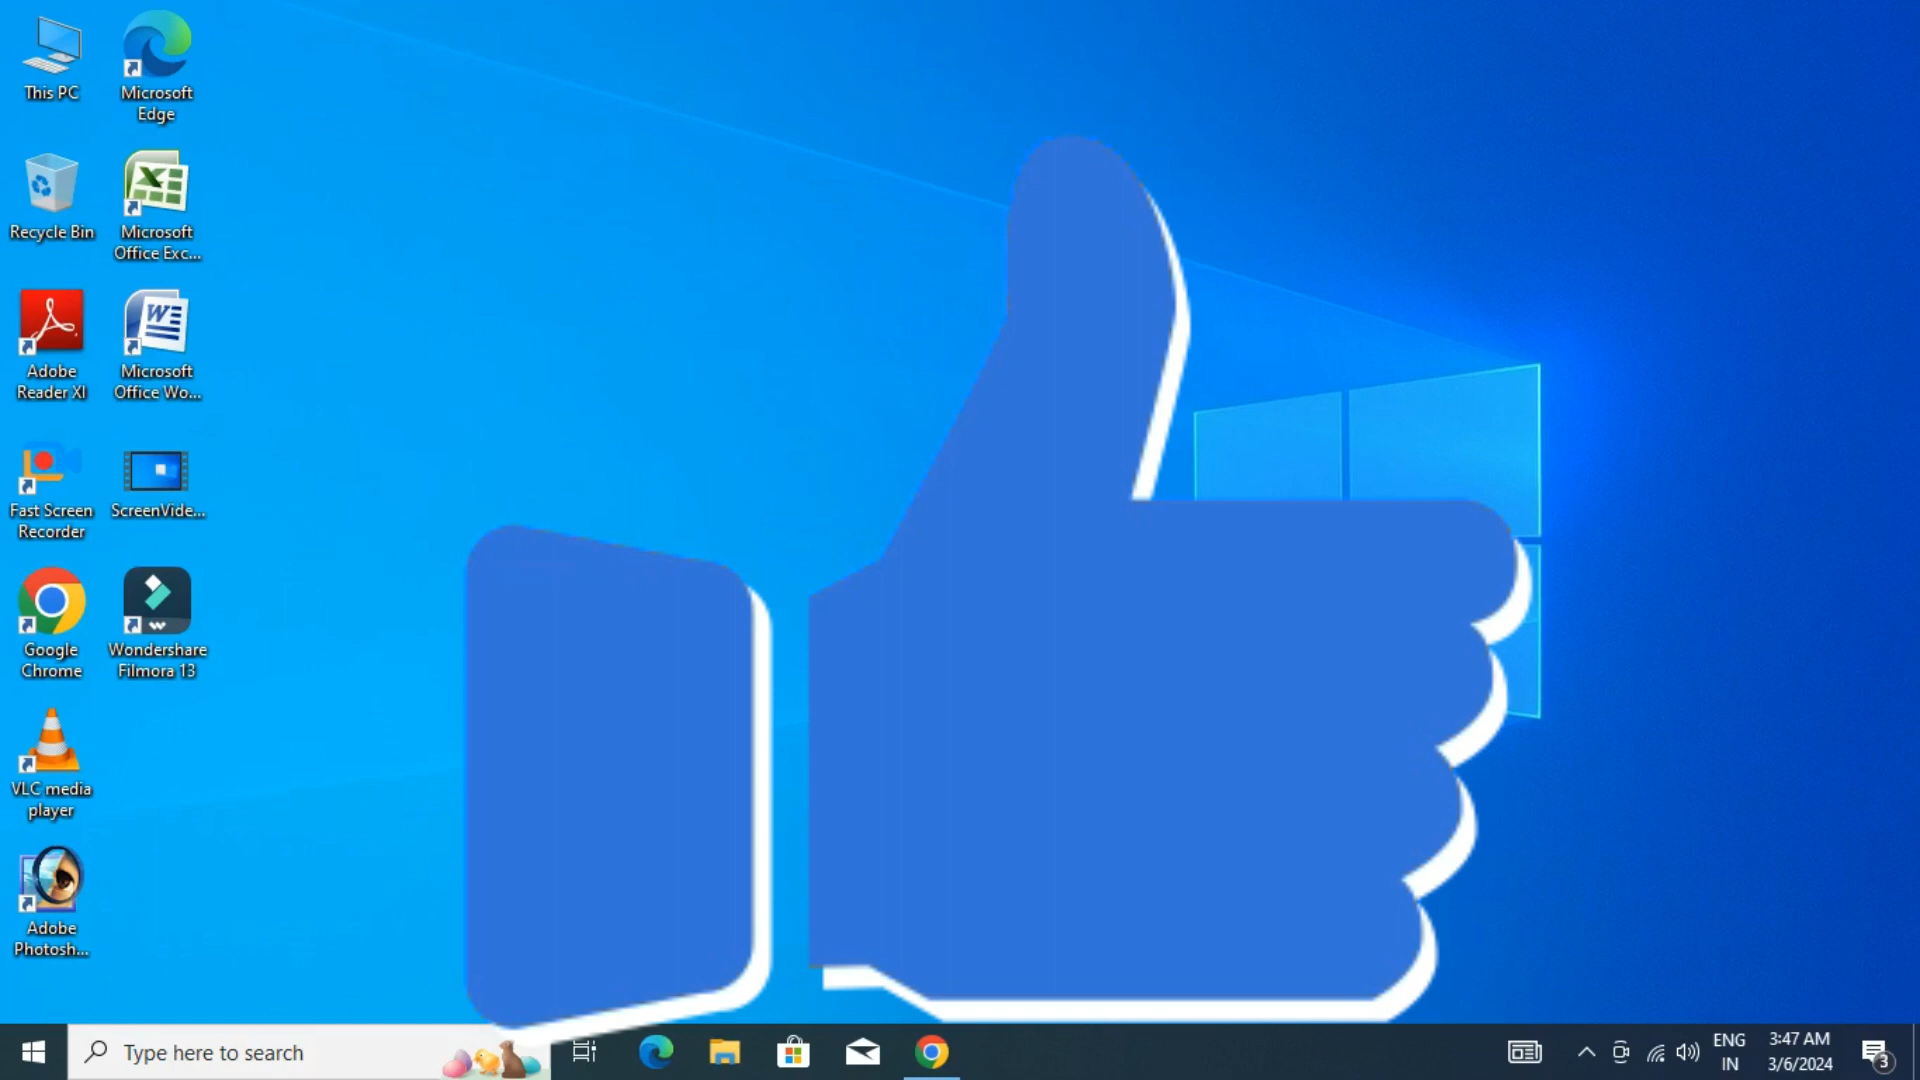 This PC
Microsoft
Edge
Recycle Bin
Microsoft
Office Exc...
Adobe
Reader XI
Microsoft
Office Wo...
Fast Screen
Recorder
ScreenVide...
Google
Chrome
Wondershare
Filmora 13
VLC media
player
Adobe
Photosh...
Type here to search
ENG
IN
3:47 AM
3/6/2024
3